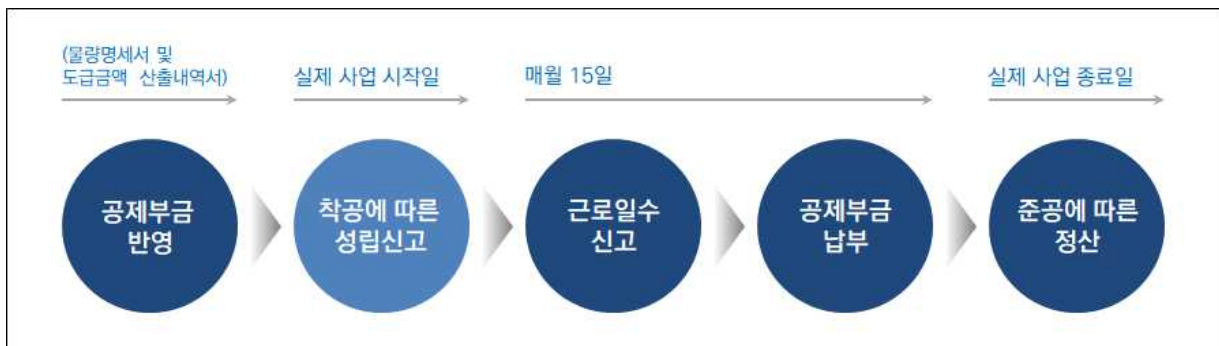 (물량명세서 및
도급금액 산출내역서)
실제 사업 시작일
매월 15일
실제 사업 종료일
공제부금
반영
착공에 따른
성립신고
근로일수
신고
공제부금
납부
준공에 따른
정산